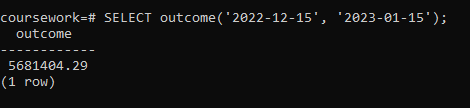 coursework=# SELECT outcome('2022-12-15', '2023-01-15');
  outcome
------------
 5681404.29
(1 row)